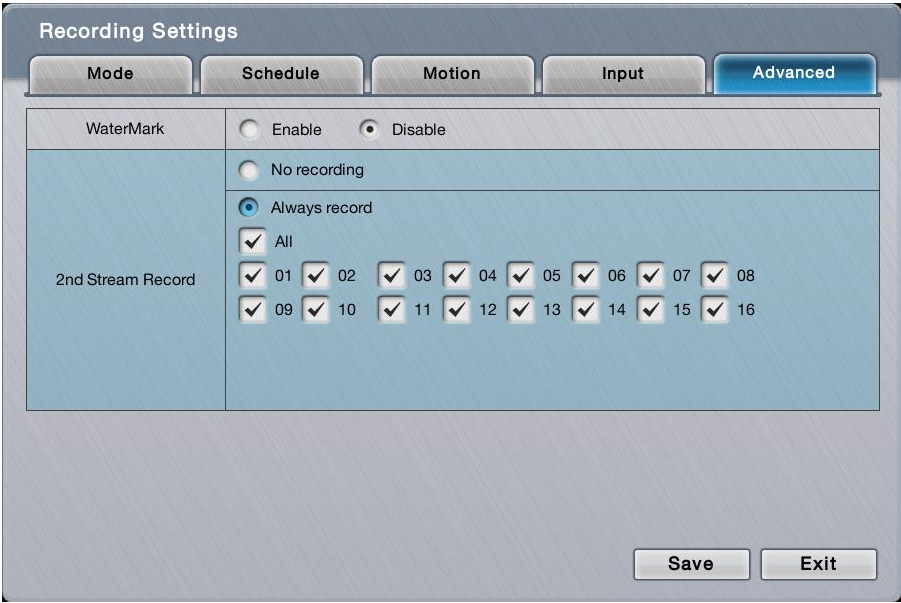 Recording Settings
Mode Schedule Motion Input Advanced
WaterMark Enable Disable
No recording
Always record
All
2nd Stream Record
01 02 03 04 05 06 07 08
09 10 11 12 13 14 15 16
Save Exit